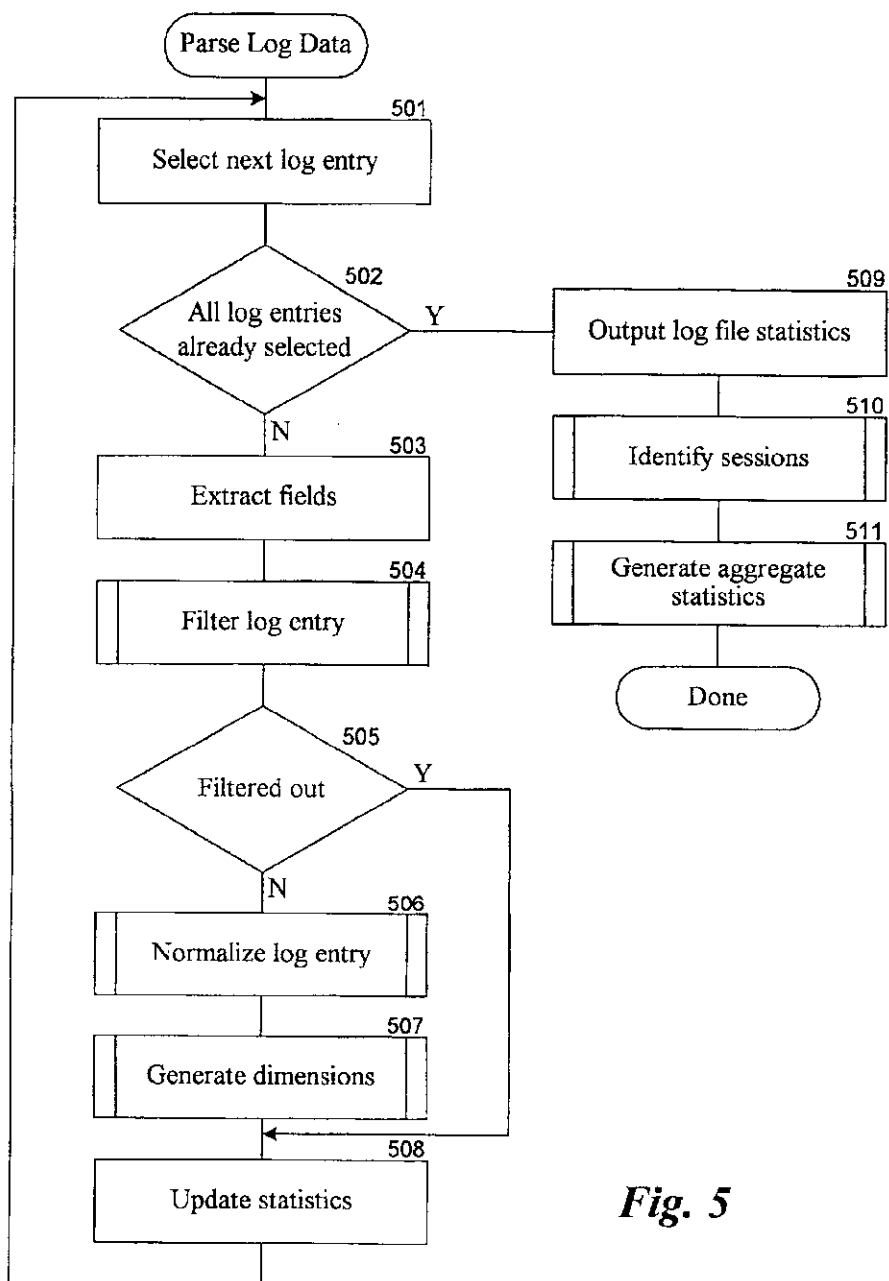 Parse Log Data
501
Select next log entry
502
All log entries
already selected
Y
N
503
Extract fields
504
Filter log entry
505
Filtered out
Y
N
506
Normalize log entry
507
Generate dimensions
508
Update statistics
509
Output log file statistics
510
Identify sessions
511
Generate aggregate
statistics
Done
Fig. 5